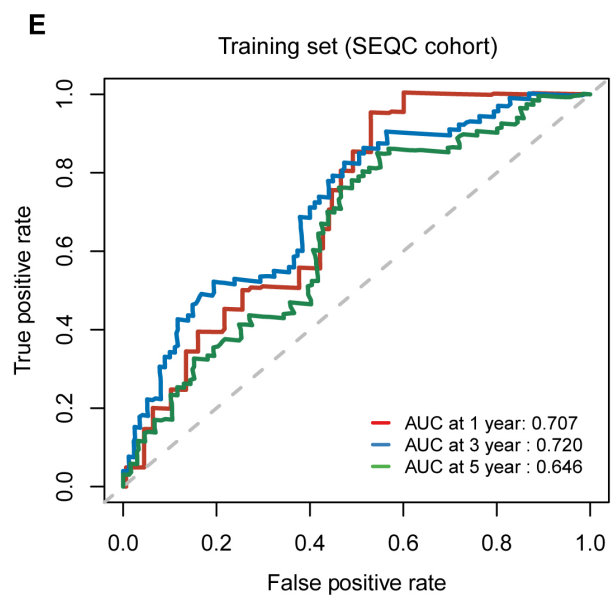 E
Training set (SEQC cohort)
True positive rate
1.0
0.8
0.6
0.4
0.2
0.0
AUC at 1 year: 0.707
AUC at 3 year : 0.720
AUC at 5 year : 0.646
0.0 0.2 0.4 0.6 0.8 1.0
False positive rate